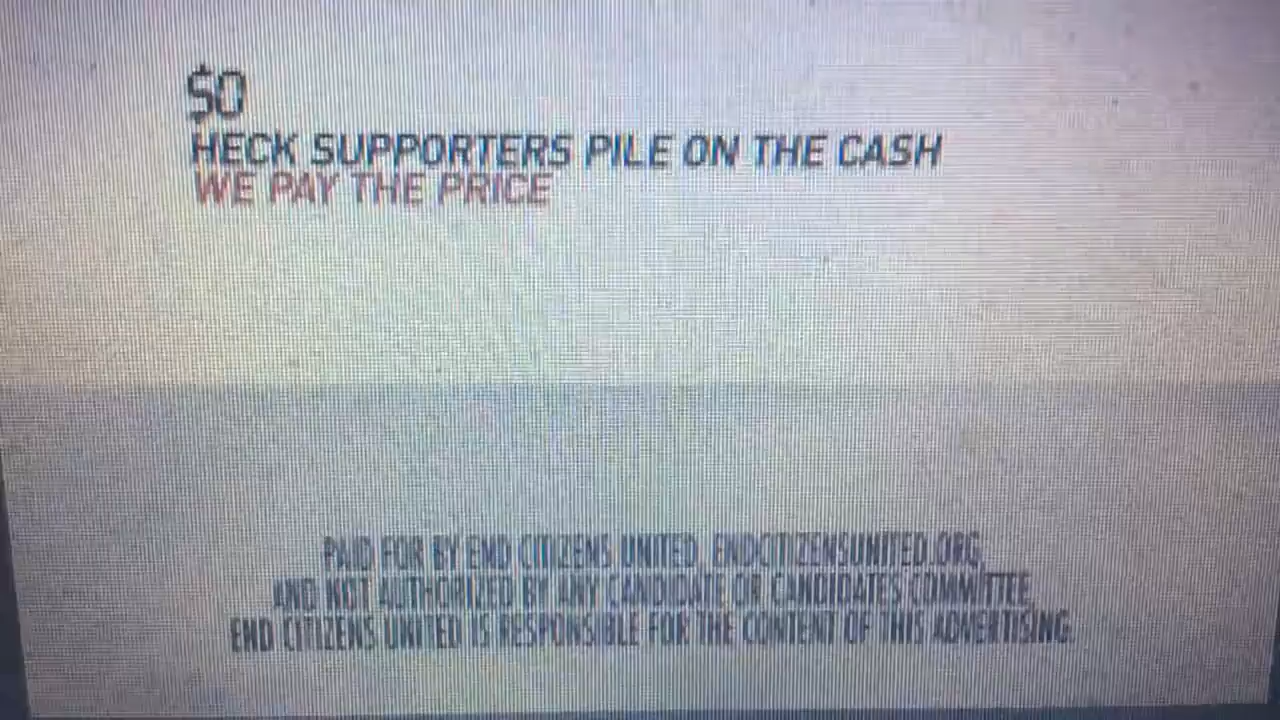 $0
HECK SUPPORTERS PILE ON THE CASH
WE PAY THE PRICE
PAID FOR BY END CITIZENS UNITED, ENDCITIZENSUNITED.ORG,
AND NOT AUTHORIZED BY ANY CANDIDATE OR CANDIDATES COMMITTEE.
END CITIZENS UNITED IS RESPONSIBLE FOR THE CONTENT OF THIS ADVERTISING.